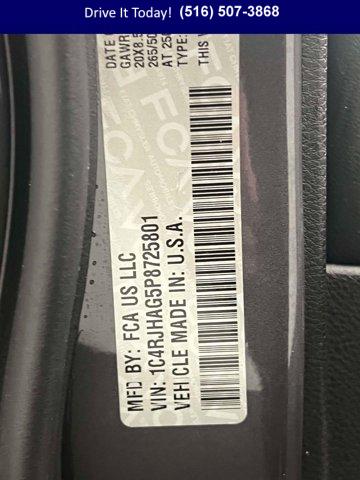 Drive It Today! (516) 507-3868
DATE
GAWR
20X8.5
265/50
AT 25
TYPE:
THIS V
MFD BY: FCA US LLC
VIN: 1C4RJHAG5P8725801
VEHICLE MADE IN: U.S.A.